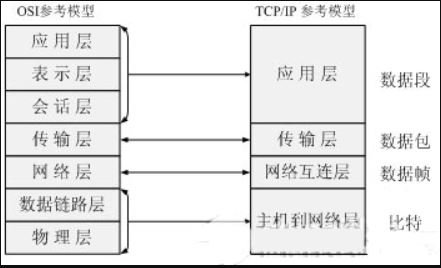 OSI参考模型
TCP/IP 参考模型
应用层
表示层
会话层
传输层
网络层
数据链路层
物理层
应用层
传输层
网络互连层
主机到网络层
数据段
数据包
数据帧
比特